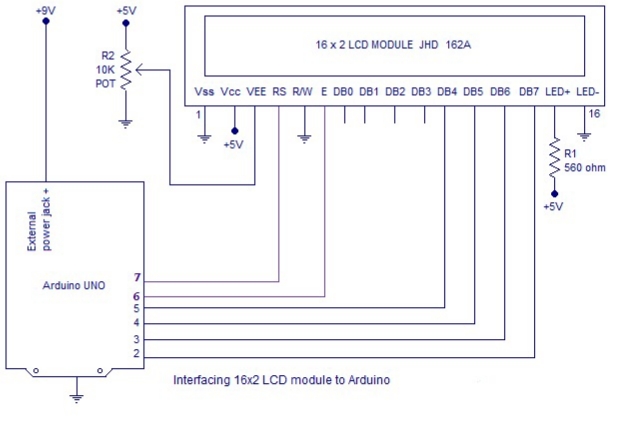 +9V
+5V
R2
10K
POT
16 x 2 LCD MODULE JHD 162A
Vss Vcc VEE RS R/W E DB0 DB1 DB2 DB3 DB4 DB5 DB6 DB7 LED+ LED-
1
16
+5V
R1
560 ohm
+5V
External
power jack +
Arduino UNO
7
6
5
4
3
2
Interfacing 16x2 LCD module to Arduino